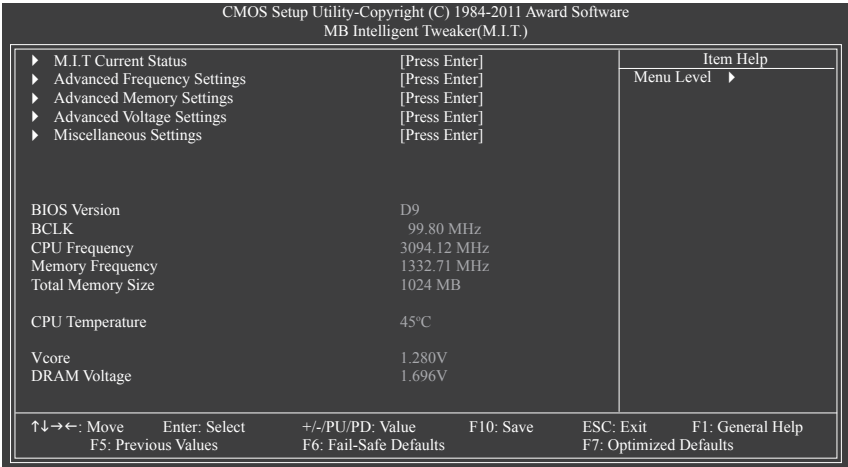 CMOS Setup Utility-Copyright (C) 1984-2011 Award Software
MB Intelligent Tweaker(M.I.T.)
▶ M.I.T Current Status [Press Enter]
▶ Advanced Frequency Settings [Press Enter]
▶ Advanced Memory Settings [Press Enter]
▶ Advanced Voltage Settings [Press Enter]
▶ Miscellaneous Settings [Press Enter]
Item Help
Menu Level ▶
BIOS Version D9
BCLK 99.80 MHz
CPU Frequency 3094.12 MHz
Memory Frequency 1332.71 MHz
Total Memory Size 1024 MB
CPU Temperature 45°C
Vcore 1.280V
DRAM Voltage 1.696V
↑↓→←: Move Enter: Select +/-/PU/PD: Value F10: Save ESC: Exit F1: General Help
F5: Previous Values F6: Fail-Safe Defaults F7: Optimized Defaults